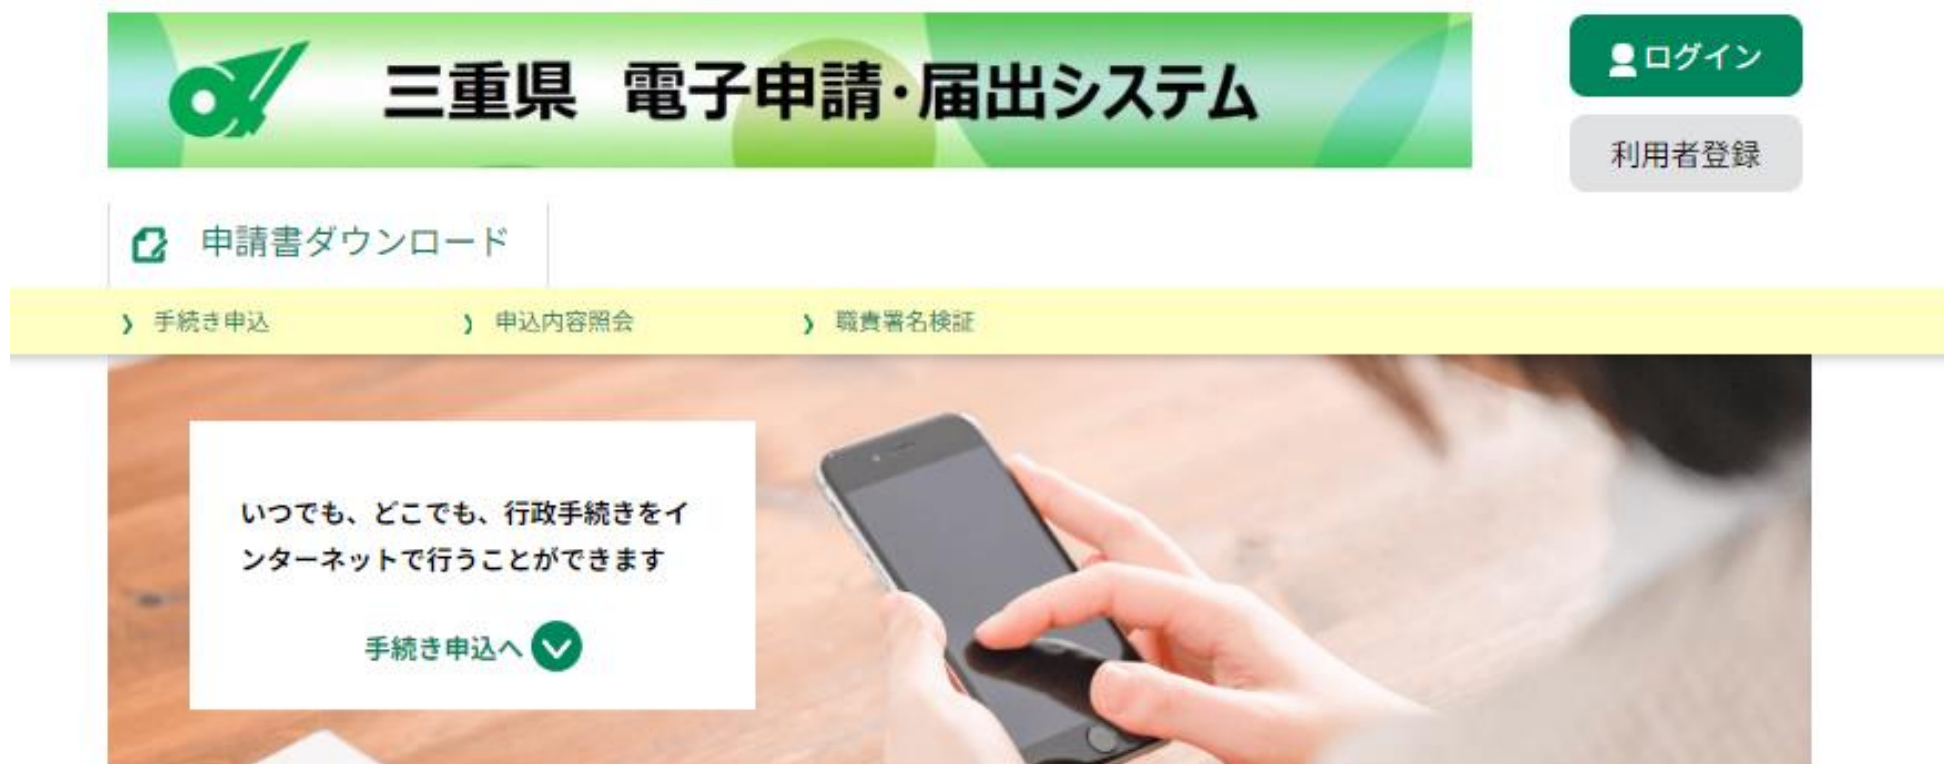 三重県 電子申請・届出システム
ログイン
利用者登録
申請書ダウンロード
手続き申込
申込内容照会
職責署名検証
いつでも、どこでも、行政手続きをイ
ンターネットで行うことができます
手続き申込へ